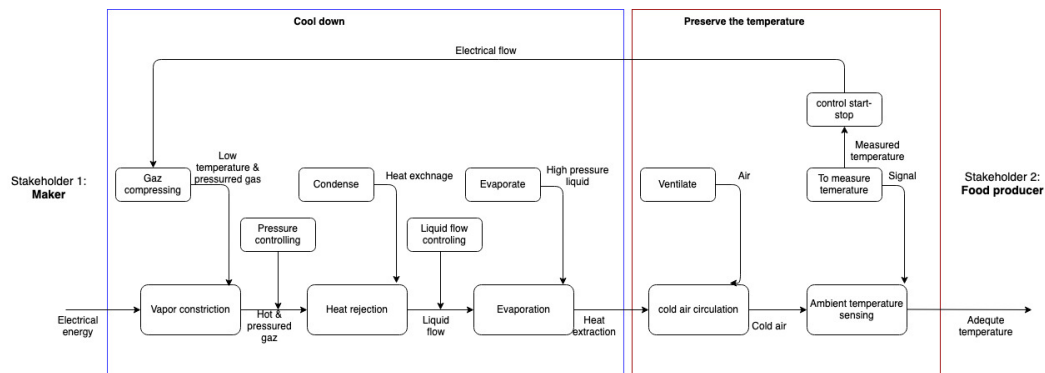 Cool down
Preserve the temperature
Electrical flow
control start-
stop
Measured
temperature
Stakeholder 1:
Maker
Gaz
compressing
Low
temperature &
pressurred gas
Condense
Heat exchnage
Evaporate
High pressure
liquid
Ventilate
Air
To measure
temerature
Signal
Stakeholder 2:
Food producer
Pressure
controlling
Liquid flow
controling
Electrical
energy
Vapor constriction
Hot &
pressured
gaz
Heat rejection
Liquid
flow
Evaporation
Heat
extraction
cold air circulation
Cold air
Ambient temperature
sensing
Adequte
temperature